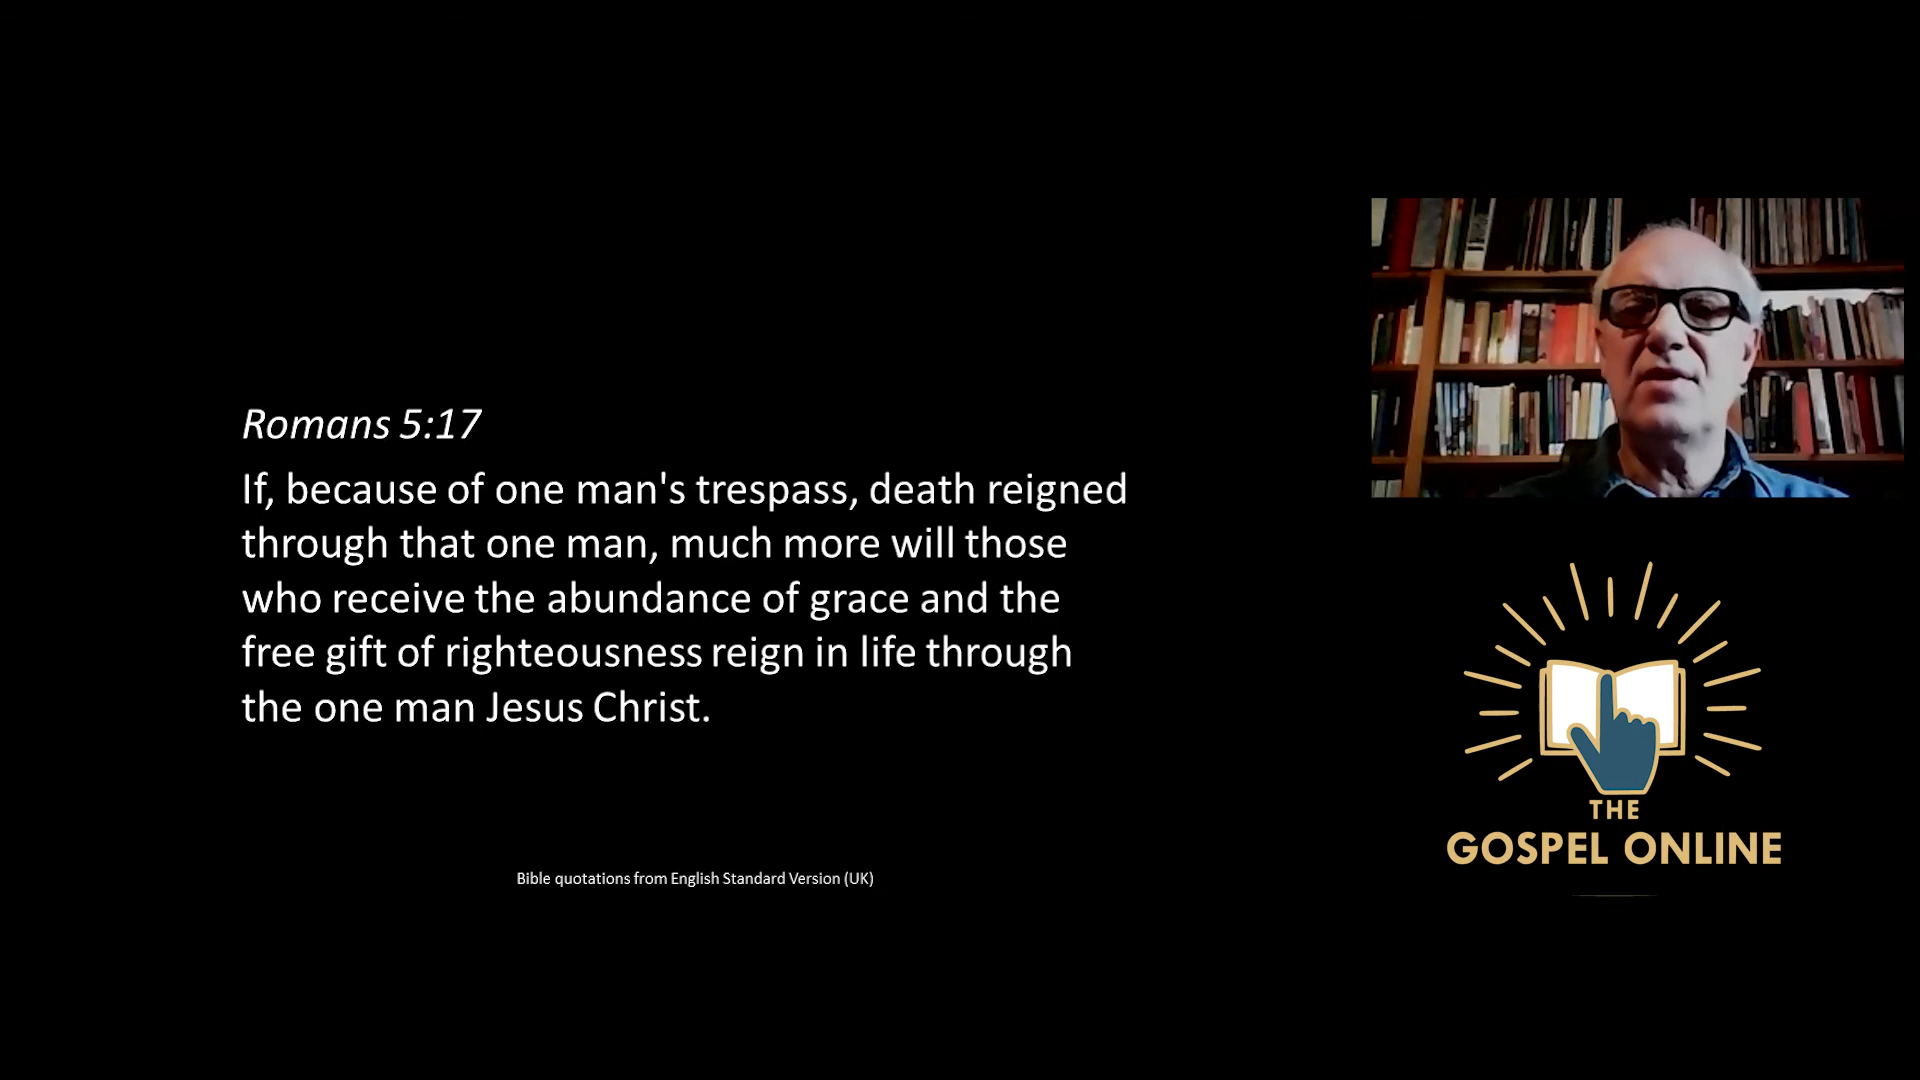 Romans 5:17
If, because of one man's trespass, death reigned
through that one man, much more will those
who receive the abundance of grace and the
free gift of righteousness reign in life through
the one man Jesus Christ.
Bible quotations from English Standard Version (UK)
THE
GOSPEL ONLINE